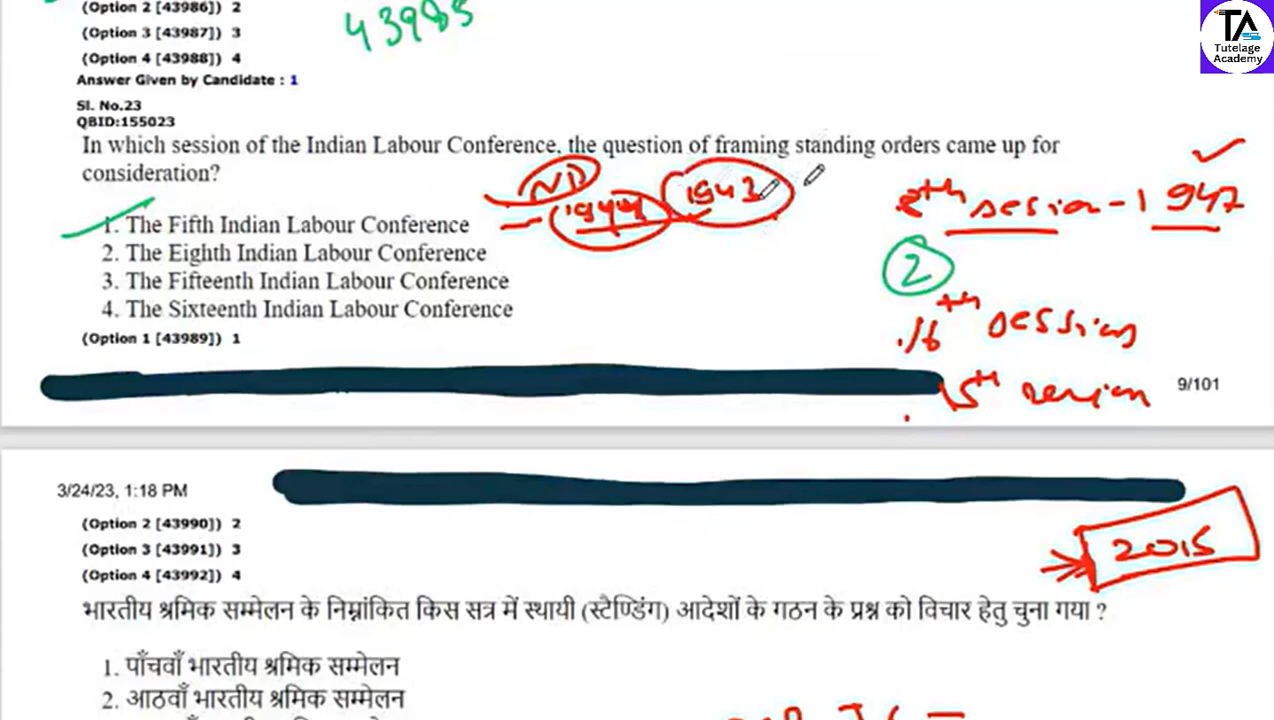 (Option 2 [43986]) 2
43985
(Option 3 [43987]) 3
(Option 4 [43988]) 4
TA
Tutelage
Academy
Answer Given by Candidate : 1
Sl. No.23
QBID:155023
In which session of the Indian Labour Conference, the question of framing standing orders came up for
consideration?
1943
8th session - 1947
1. The Fifth Indian Labour Conference
2. The Eighth Indian Labour Conference
2
3. The Fifteenth Indian Labour Conference
4. The Sixteenth Indian Labour Conference
16th session
(Option 1 [43989]) 1
15th session
9/101
3/24/23, 1:18 PM
(Option 2 [43990]) 2
(Option 3 [43991]) 3
2015
(Option 4 [43992]) 4
भारतीय श्रमिक सम्मेलन के निम्नांकित किस सत्र में स्थायी (स्टैण्डिंग) आदेशों के गठन के प्रश्न को विचार हेतु चुना गया ?
1. पाँचवाँ भारतीय श्रमिक सम्मेलन
2. आठवाँ भारतीय श्रमिक सम्मेलन